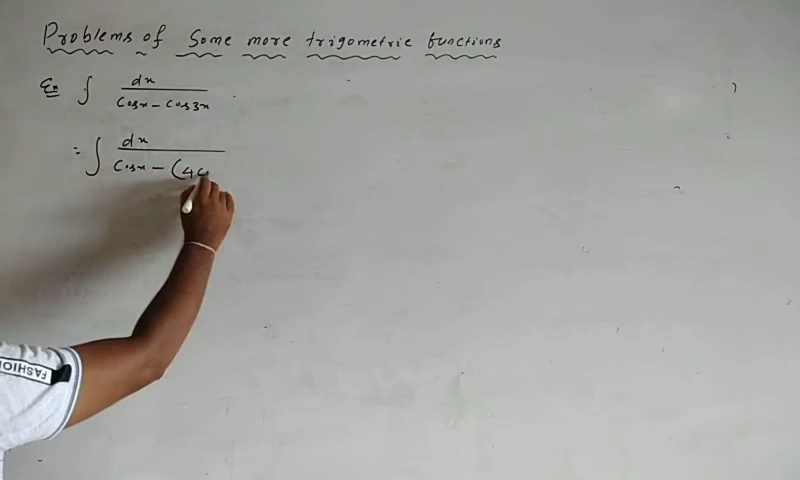 Problems of Some more trigometric functions
Ex ∫ dx / cosx - cos3x
= ∫ dx / cosx - (4c
FASHION